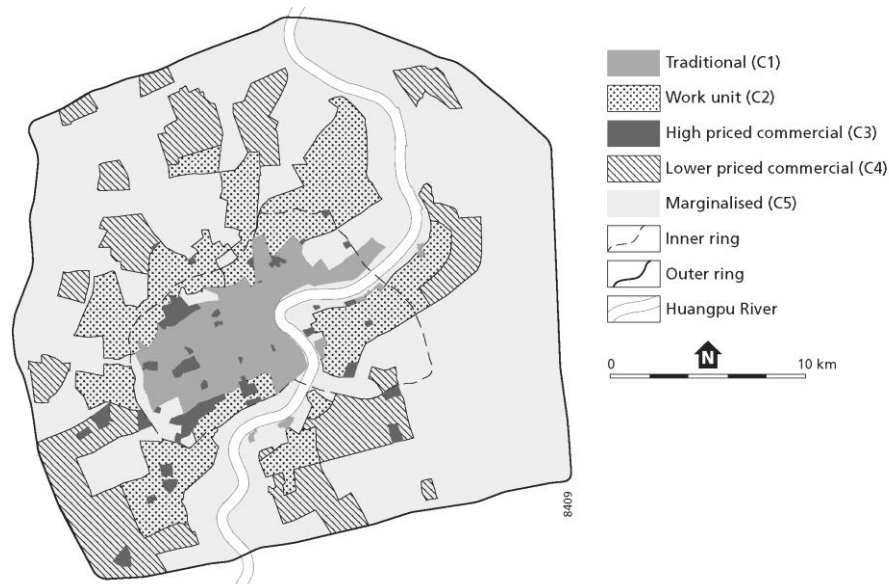 Traditional (C1)
Work unit (C2)
High priced commercial (C3)
Lower priced commercial (C4)
Marginalised (C5)
Inner ring
Outer ring
Huangpu River
N
0 10 km
8409